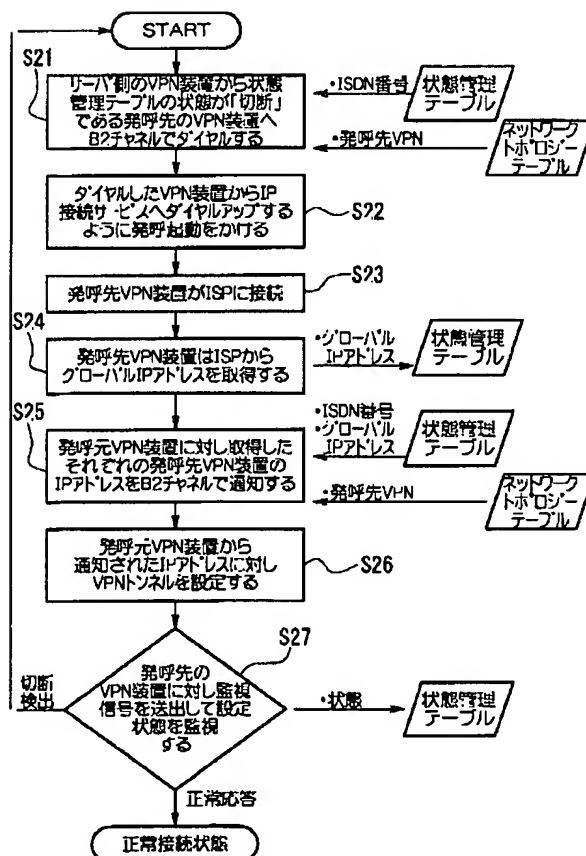 START
S21
サーバ側のVPN装置から状態
管理テーブルの状態が「切断」
である発呼先のVPN装置へ
B2チャネルでダイヤルする
・ISDN番号
状態管理
テーブル
・発呼先VPN
ネットワーク
トポロジー
テーブル
ダイヤルしたVPN装置からIP
接続サービスへダイヤルアップする
ように発呼起動をかける
S22
発呼先VPN装置がISPに接続
S23
S24
発呼先VPN装置はISPから
グローバルIPアドレスを取得する
・グローバル
IPアドレス
状態管理
テーブル
S25
発呼元VPN装置に対し取得した
それぞれの発呼先VPN装置の
IPアドレスをB2チャネルで通知する
・ISDN番号
・グローバル
IPアドレス
状態管理
テーブル
・発呼先VPN
ネットワーク
トポロジー
テーブル
発呼元VPN装置から
通知されたIPアドレスに対し
VPNトンネルを設定する
S26
S27
発呼先の
VPN装置に対し監視
信号を送出して設定
状態を監視
する
切断
検出
・状態
状態管理
テーブル
正常応答
正常接続状態